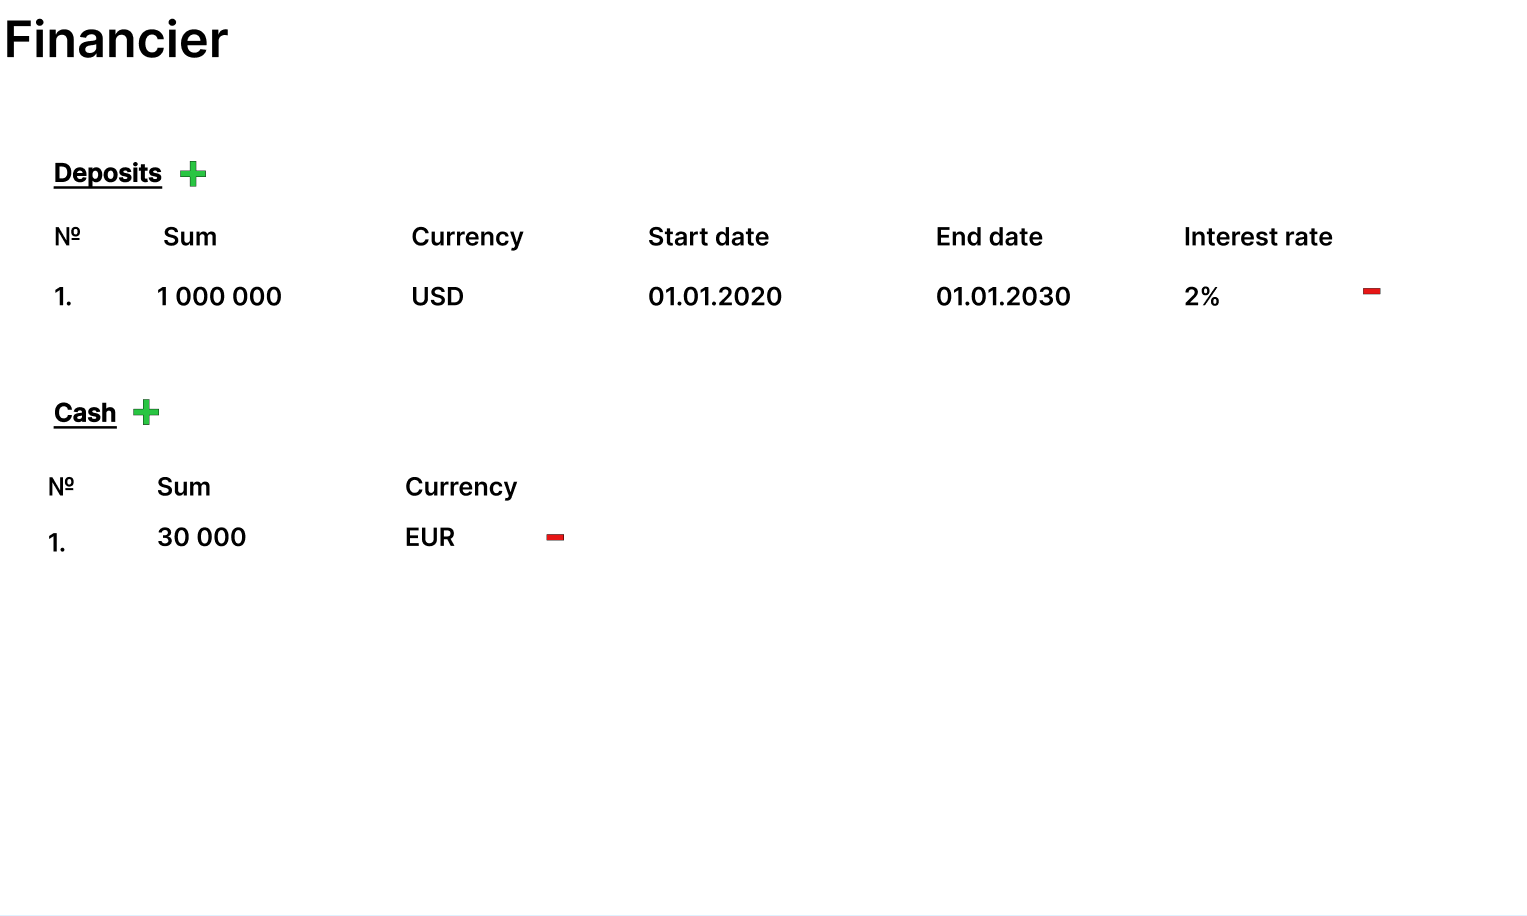 Financier
Deposits
Nº Sum Currency Start date End date Interest rate
1. 1 000 000 USD 01.01.2020 01.01.2030 2%
Cash
Nº Sum Currency
1. 30 000 EUR